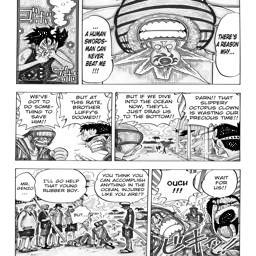 THERE'S
A REASON
WHY...
...A HUMAN
SWORDS-
MAN CAN
NEVER
BEAT ME
!!!
DARN!! THAT
SLIPPERY
OCTOPUS CLOWN
IS WASTING OUR
PRECIOUS TIME!!
BUT IF WE DIVE
INTO THE OCEAN
NOW, THEY'LL
JUST DRAG US
TO THE BOTTOM!!
BUT AT
THIS RATE,
BROTHER
LUFFY'S
DOOMED!!
WE'VE
GOT TO DO
SOME-
THING TO
SAVE
HIM!!
WAIT
FOR
US!!
OUCH!!!
YOU THINK YOU
CAN ACCOMPLISH
ANYTHING IN THE
OCEAN, INJURED
LIKE YOU ARE!?
BUT...
I'LL GO HELP
THAT YOUNG
RUBBER BOY.
MR.
GENZO!